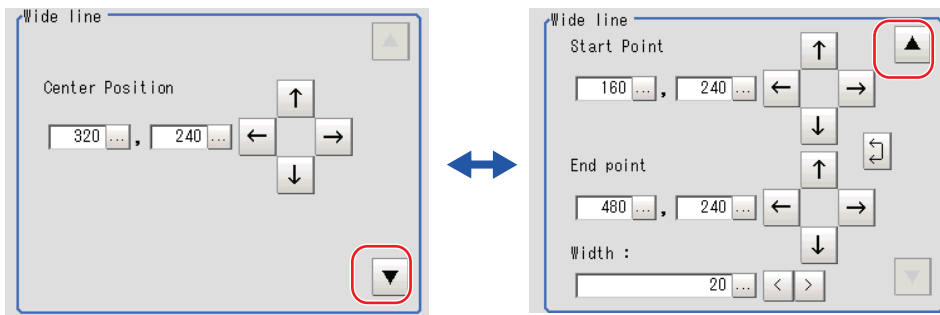 Wide line
Center Position
320 ... , 240 ...
Wide line
Start Point
160 ... , 240 ...
End point
480 ... , 240 ...
Width :
20 ... < >